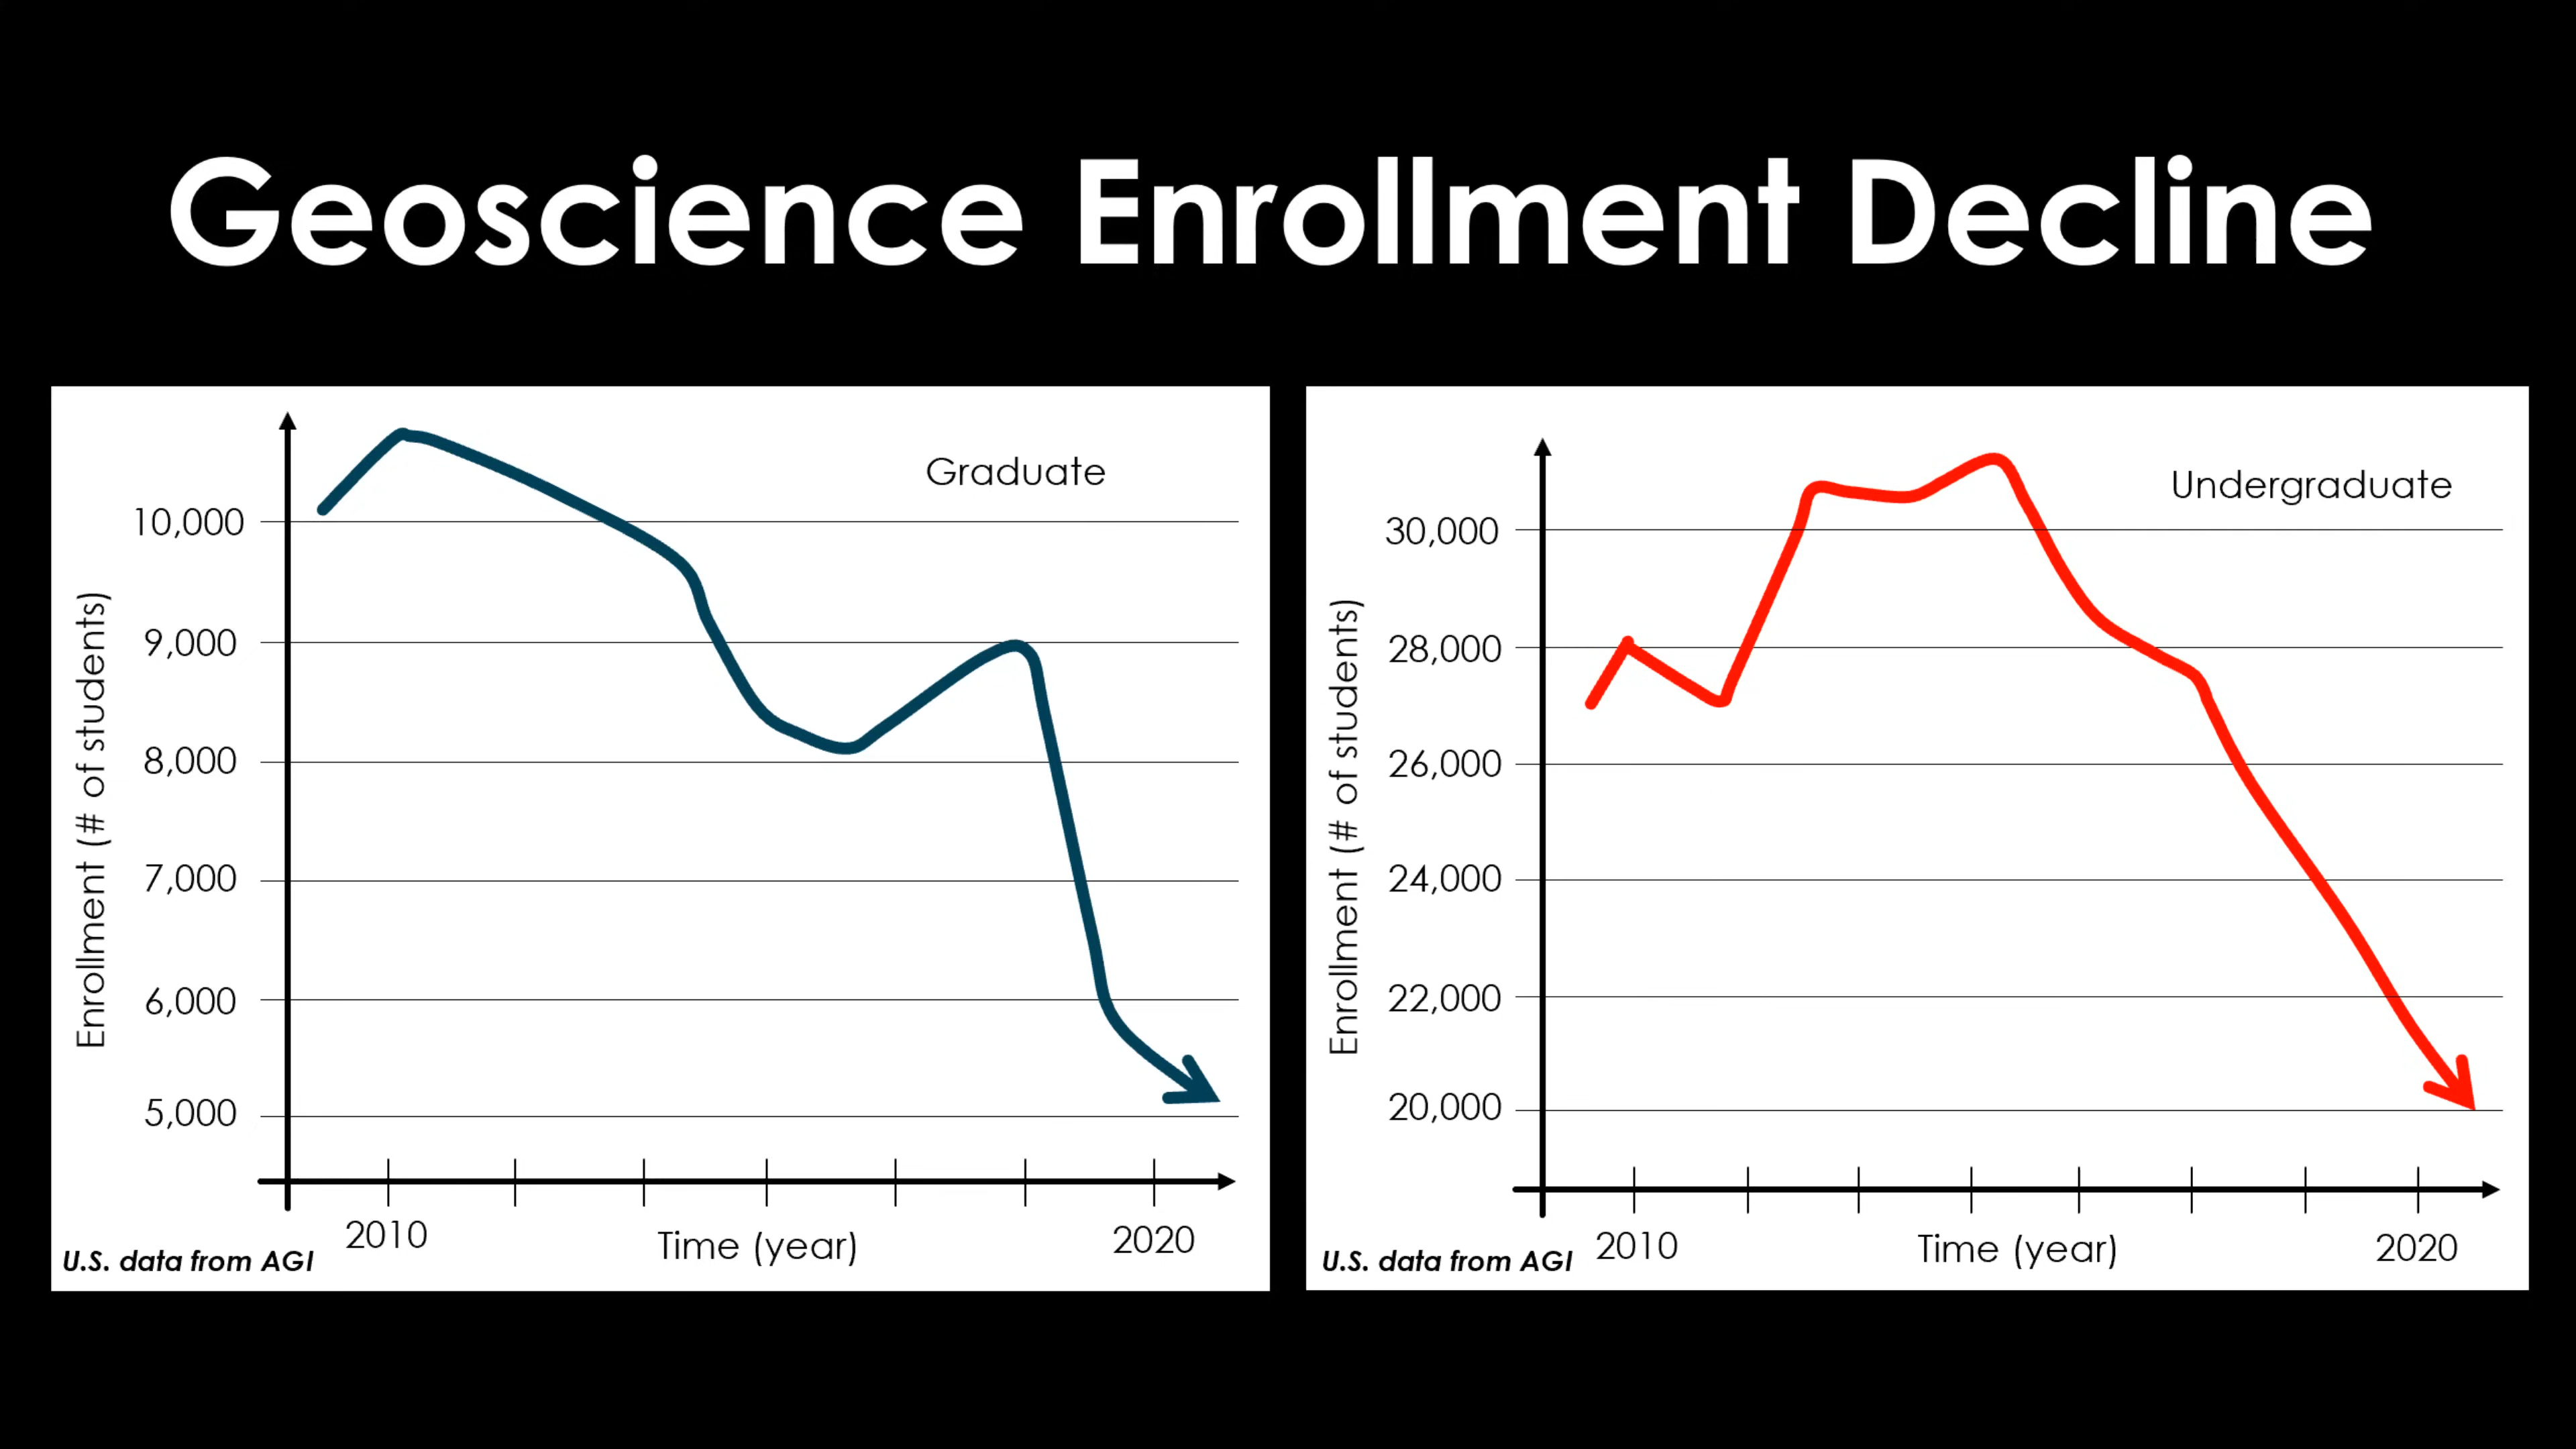 Geoscience Enrollment Decline
Graduate
10,000
9,000
8,000
7,000
6,000
5,000
Enrollment (# of students)
2010
2020
Time (year)
U.S. data from AGI
Undergraduate
30,000
28,000
26,000
24,000
22,000
20,000
Enrollment (# of students)
2010
2020
Time (year)
U.S. data from AGI